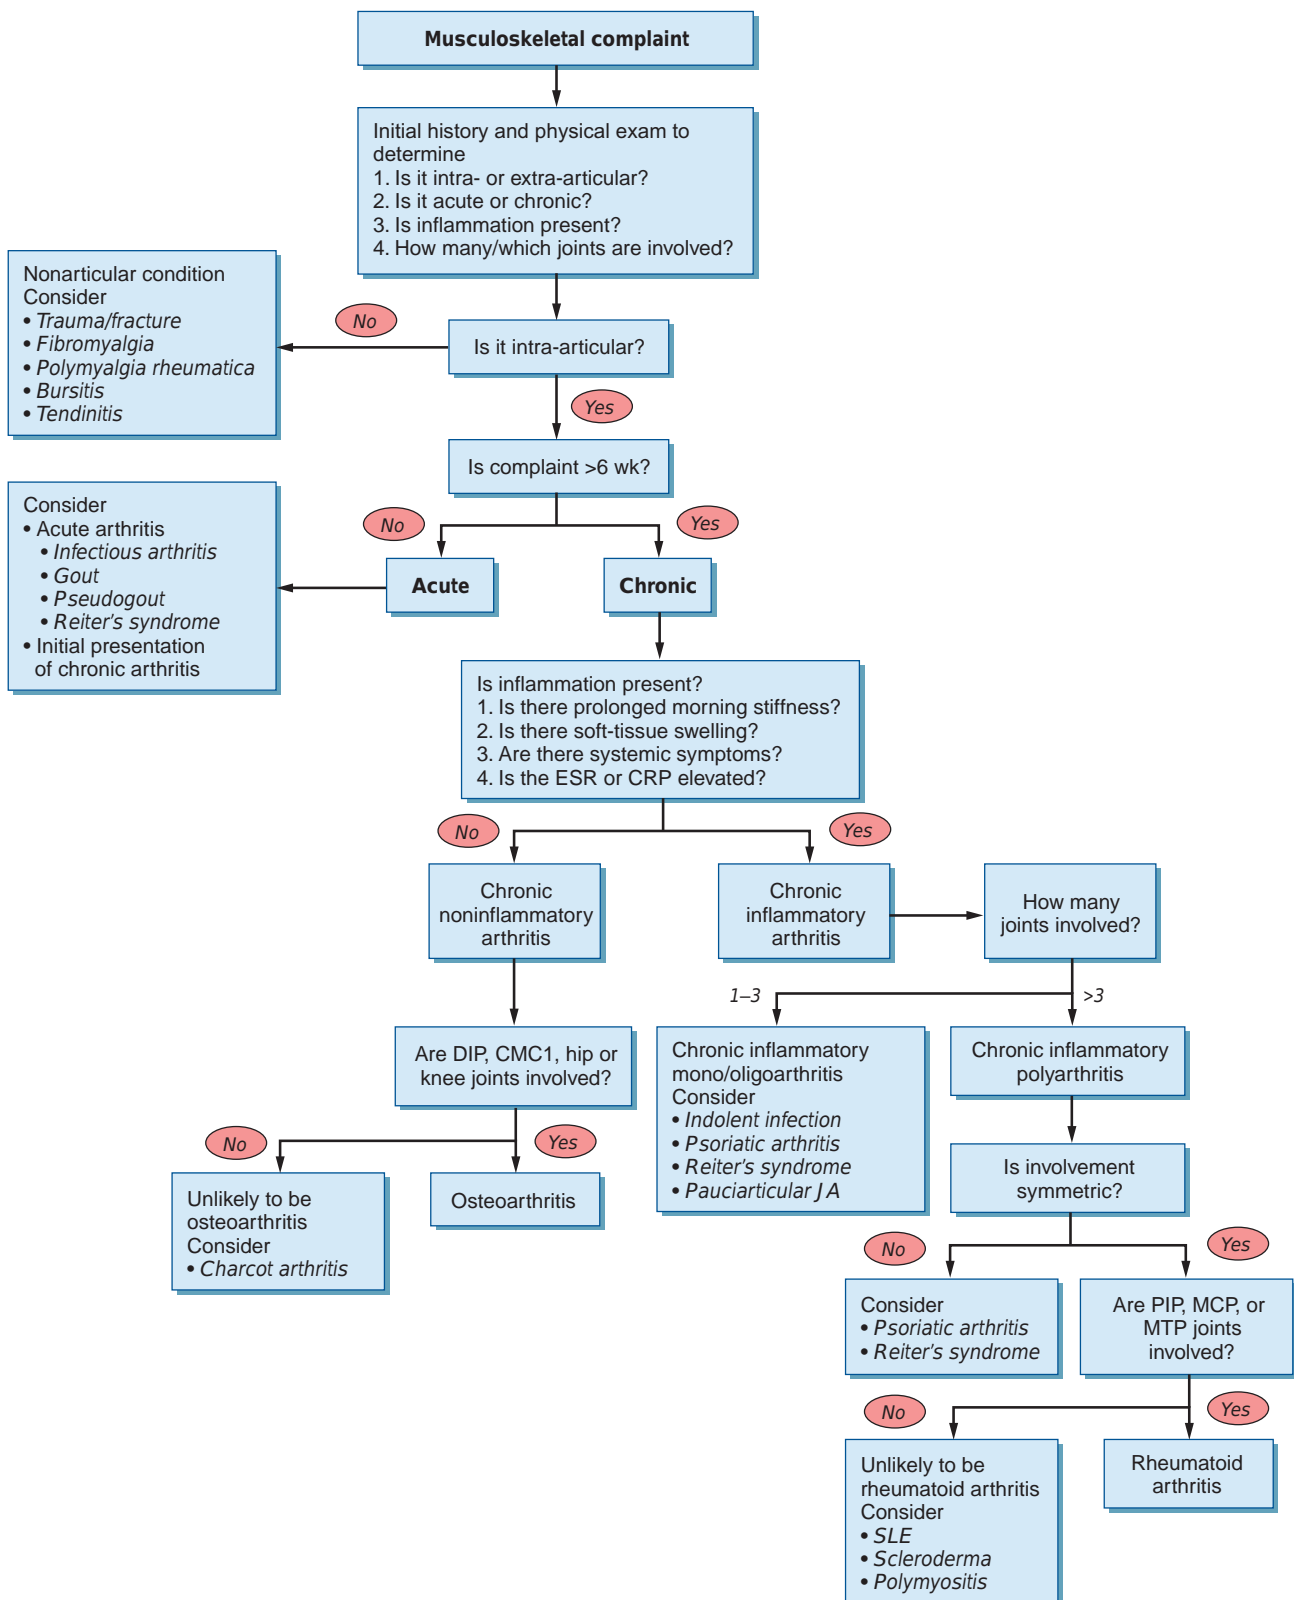 Musculoskeletal complaint
Initial history and physical exam to
determine
1. Is it intra- or extra-articular?
2. Is it acute or chronic?
3. Is inflammation present?
4. How many/which joints are involved?
Nonarticular condition
Consider
• Trauma/fracture
• Fibromyalgia
• Polymyalgia rheumatica
• Bursitis
• Tendinitis
No
Is it intra-articular?
Yes
Is complaint >6 wk?
Consider
• Acute arthritis
• Infectious arthritis
• Gout
• Pseudogout
• Reiter's syndrome
• Initial presentation
of chronic arthritis
No
Yes
Acute
Chronic
Is inflammation present?
1. Is there prolonged morning stiffness?
2. Is there soft-tissue swelling?
3. Are there systemic symptoms?
4. Is the ESR or CRP elevated?
No
Yes
Chronic
noninflammatory
arthritis
Chronic
inflammatory
arthritis
How many
joints involved?
1–3
>3
Are DIP, CMC1, hip or
knee joints involved?
Chronic inflammatory
mono/oligoarthritis
Consider
• Indolent infection
• Psoriatic arthritis
• Reiter's syndrome
• Pauciarticular JA
Chronic inflammatory
polyarthritis
No
Yes
Unlikely to be
osteoarthritis
Consider
• Charcot arthritis
Osteoarthritis
Is involvement
symmetric?
No
Yes
Consider
• Psoriatic arthritis
• Reiter's syndrome
Are PIP, MCP, or
MTP joints
involved?
No
Yes
Unlikely to be
rheumatoid arthritis
Consider
• SLE
• Scleroderma
• Polymyositis
Rheumatoid
arthritis